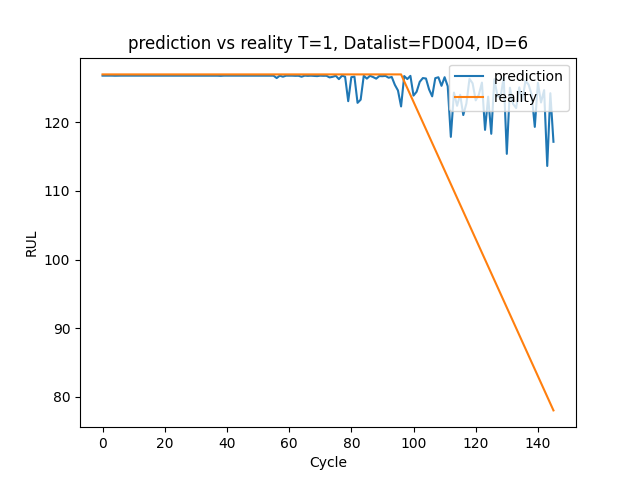 prediction vs reality T=1, Datalist=FD004, ID=6
prediction
reality
RUL
120
110
100
90
80
0 20 40 60 80 100 120 140
Cycle